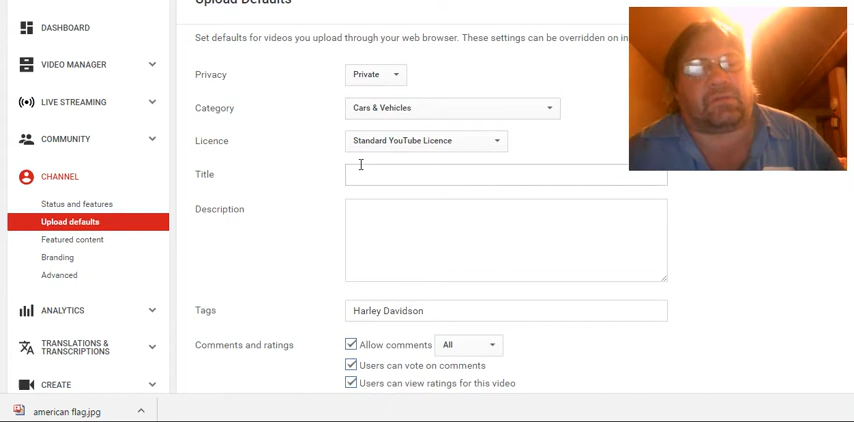 Upload Defaults
DASHBOARD
VIDEO MANAGER
LIVE STREAMING
COMMUNITY
CHANNEL
Status and features
Upload defaults
Featured content
Branding
Advanced
ANALYTICS
TRANSLATIONS &
TRANSCRIPTIONS
CREATE
Set defaults for videos you upload through your web browser. These settings can be overridden on in
Privacy
Private
Category
Cars & Vehicles
Licence
Standard YouTube Licence
Title
Description
Tags
Harley Davidson
Comments and ratings
Allow comments
All
Users can vote on comments
Users can view ratings for this video
american flag.jpg